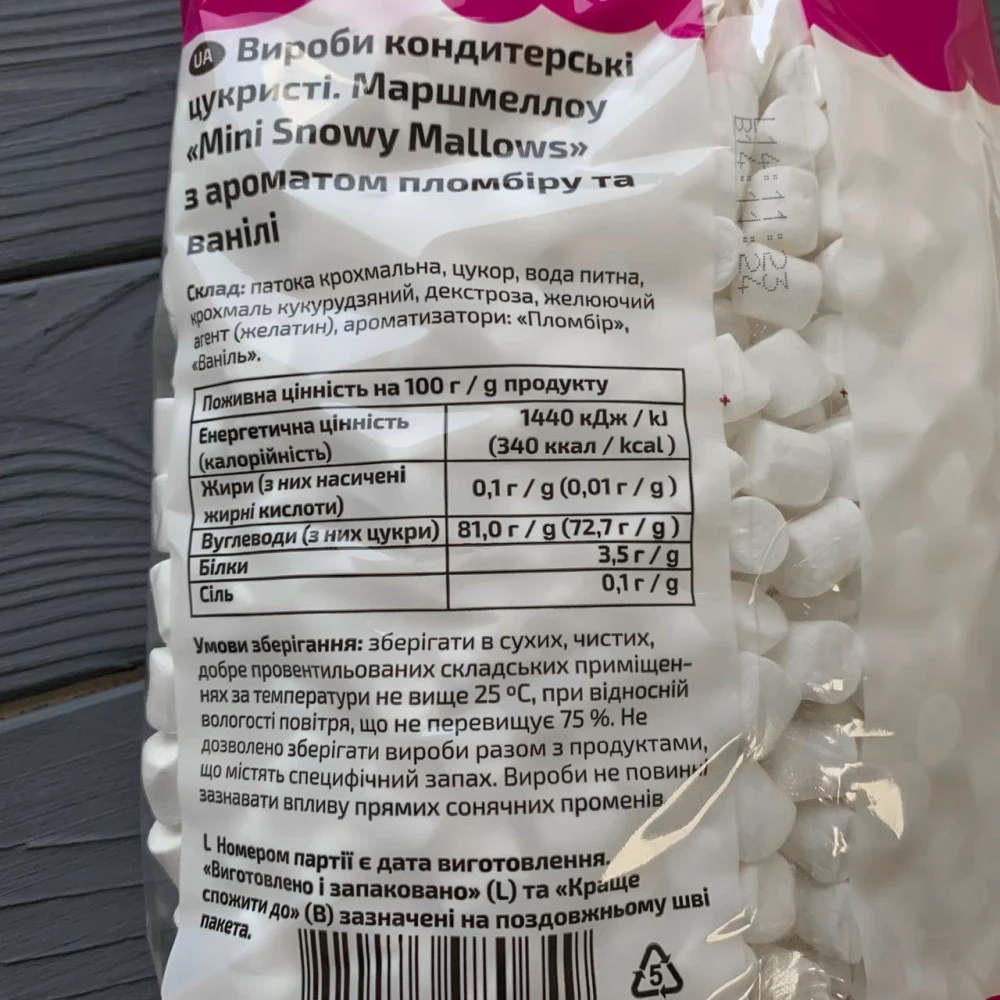 UA Вироби кондитерські
цукристі. Маршмеллоу
«Mini Snowy Mallows»
з ароматом пломбіру та
ванілі
Склад: патока крохмальна, цукор, вода питна,
крохмаль кукурудзяний, декстроза, желюючий
агент (желатин), ароматизатори: «Пломбір»,
«Ваніль».
Поживна цінність на 100 г / g продукту
Енергетична цінність
(калорійність)
1440 кДж / kJ
(340 ккал / kcal)
Жири (з них насичені
жирні кислоти)
0,1 г / g (0,01 г / g)
Вуглеводи (з них цукри) 81,0 г / g (72,7 г / g)
Білки 3,5 г / g
Сіль 0,1 г / g
Умови зберігання: зберігати в сухих, чистих,
добре провентильованих складських приміщен-
нях за температури не вище 25 ºС, при відносній
вологості повітря, що не перевищує 75 %. Не
дозволено зберігати вироби разом з продуктами,
що містять специфічний запах. Вироби не повинні
зазнавати впливу прямих сонячних променів.
L Номером партії є дата виготовлення.
«Виготовлено і запаковано» (L) та «Краще
спожити до» (В) зазначені на поздовжньому шві
пакета.
L14:11:23
B14:11:24
5